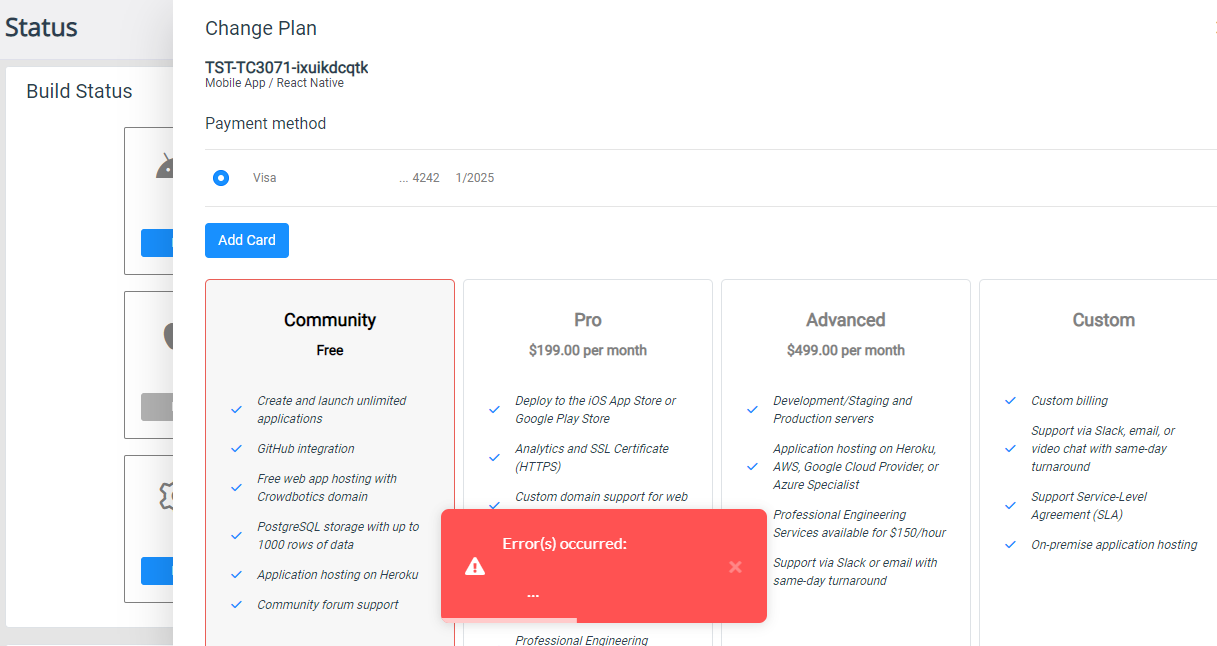 Status
Build Status
Change Plan
TST-TC3071-ixuikdcqtk
Mobile App / React Native
Payment method
Visa ... 4242 1/2025
Add Card
Community
Free
Create and launch unlimited
applications
GitHub integration
Free web app hosting with
Crowdbotics domain
PostgreSQL storage with up to
1000 rows of data
Application hosting on Heroku
Community forum support
Pro
$199.00 per month
Deploy to the iOS App Store or
Google Play Store
Analytics and SSL Certificate
(HTTPS)
Custom domain support for web
Professional Engineering
Advanced
$499.00 per month
Development/Staging and
Production servers
Application hosting on Heroku,
AWS, Google Cloud Provider, or
Azure Specialist
Professional Engineering
Services available for $150/hour
Support via Slack or email with
same-day turnaround
Custom
Custom billing
Support via Slack, email, or
video chat with same-day
turnaround
Support Service-Level
Agreement (SLA)
On-premise application hosting
Error(s) occurred:
...